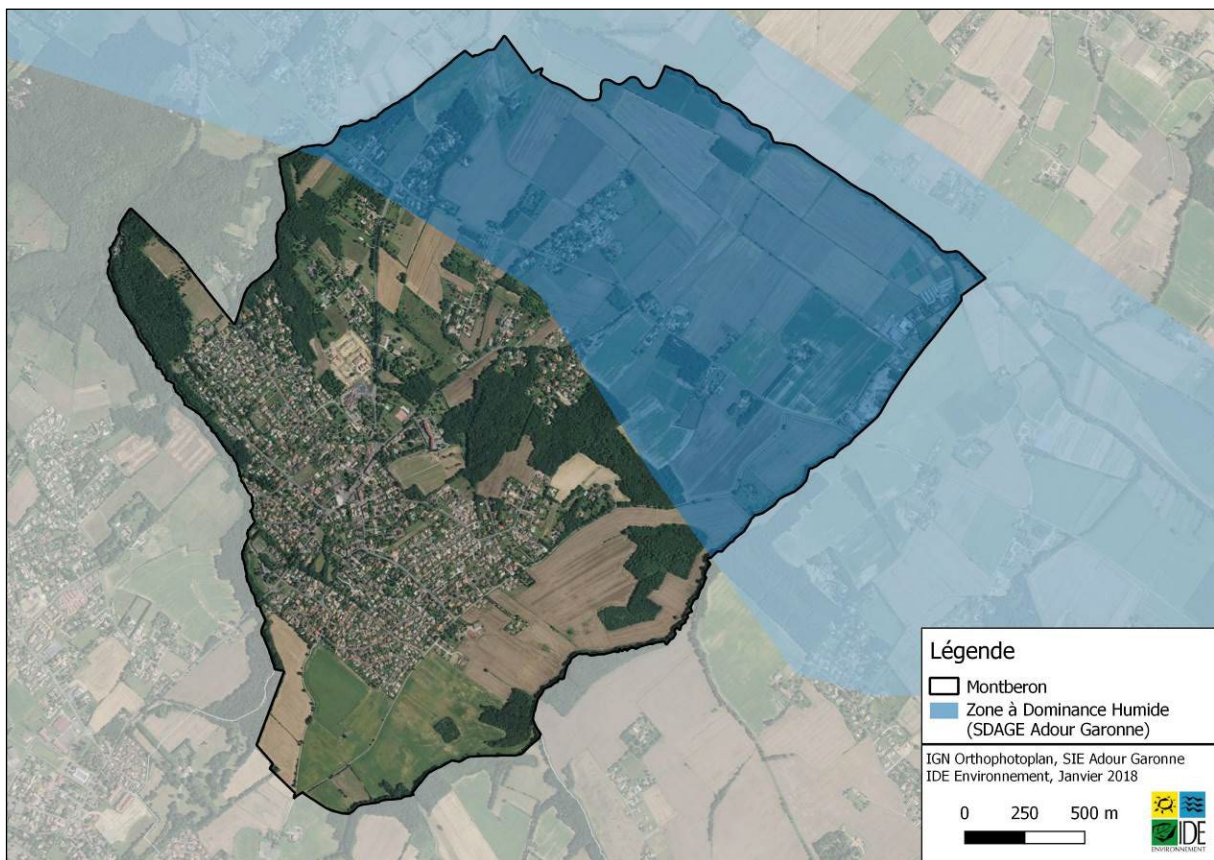 Légende
Montberon
Zone à Dominance Humide
(SDAGE Adour Garonne)
IGN Orthophotoplan, SIE Adour Garonne
IDE Environnement, Janvier 2018
0 250 500 m
IDE
ENVIRONNEMENT